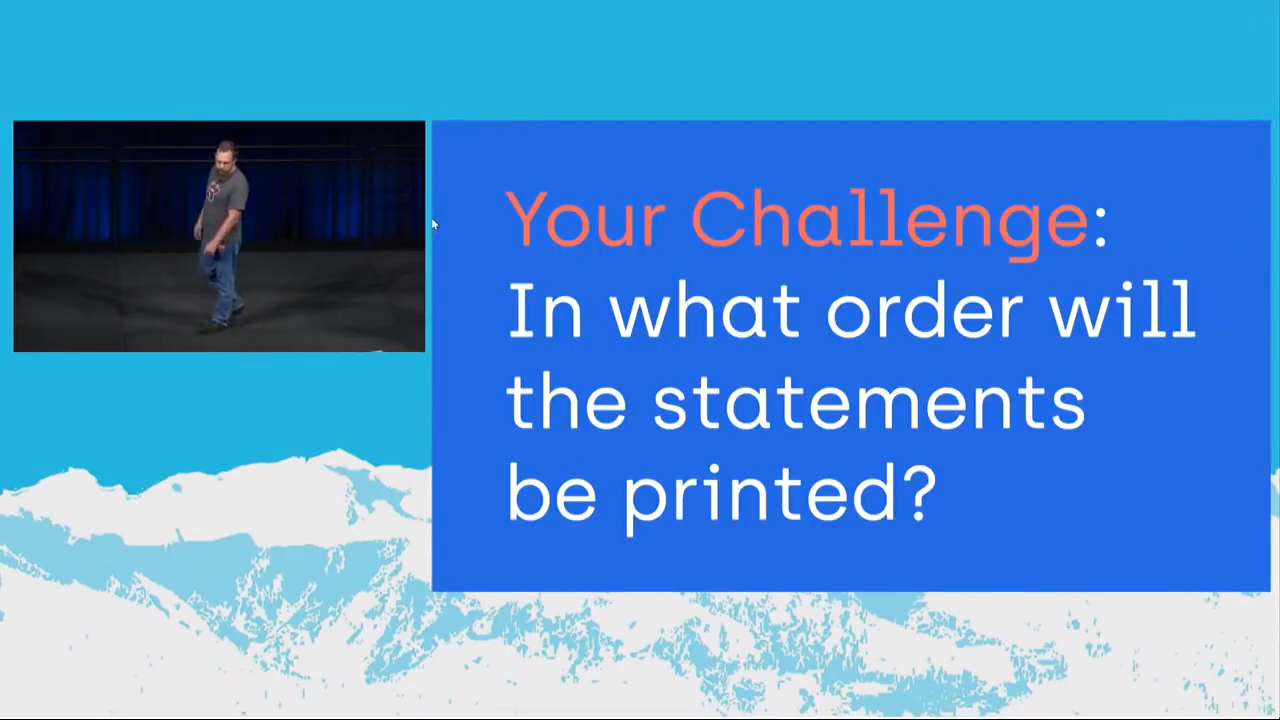 Your Challenge:
In what order will
the statements
be printed?